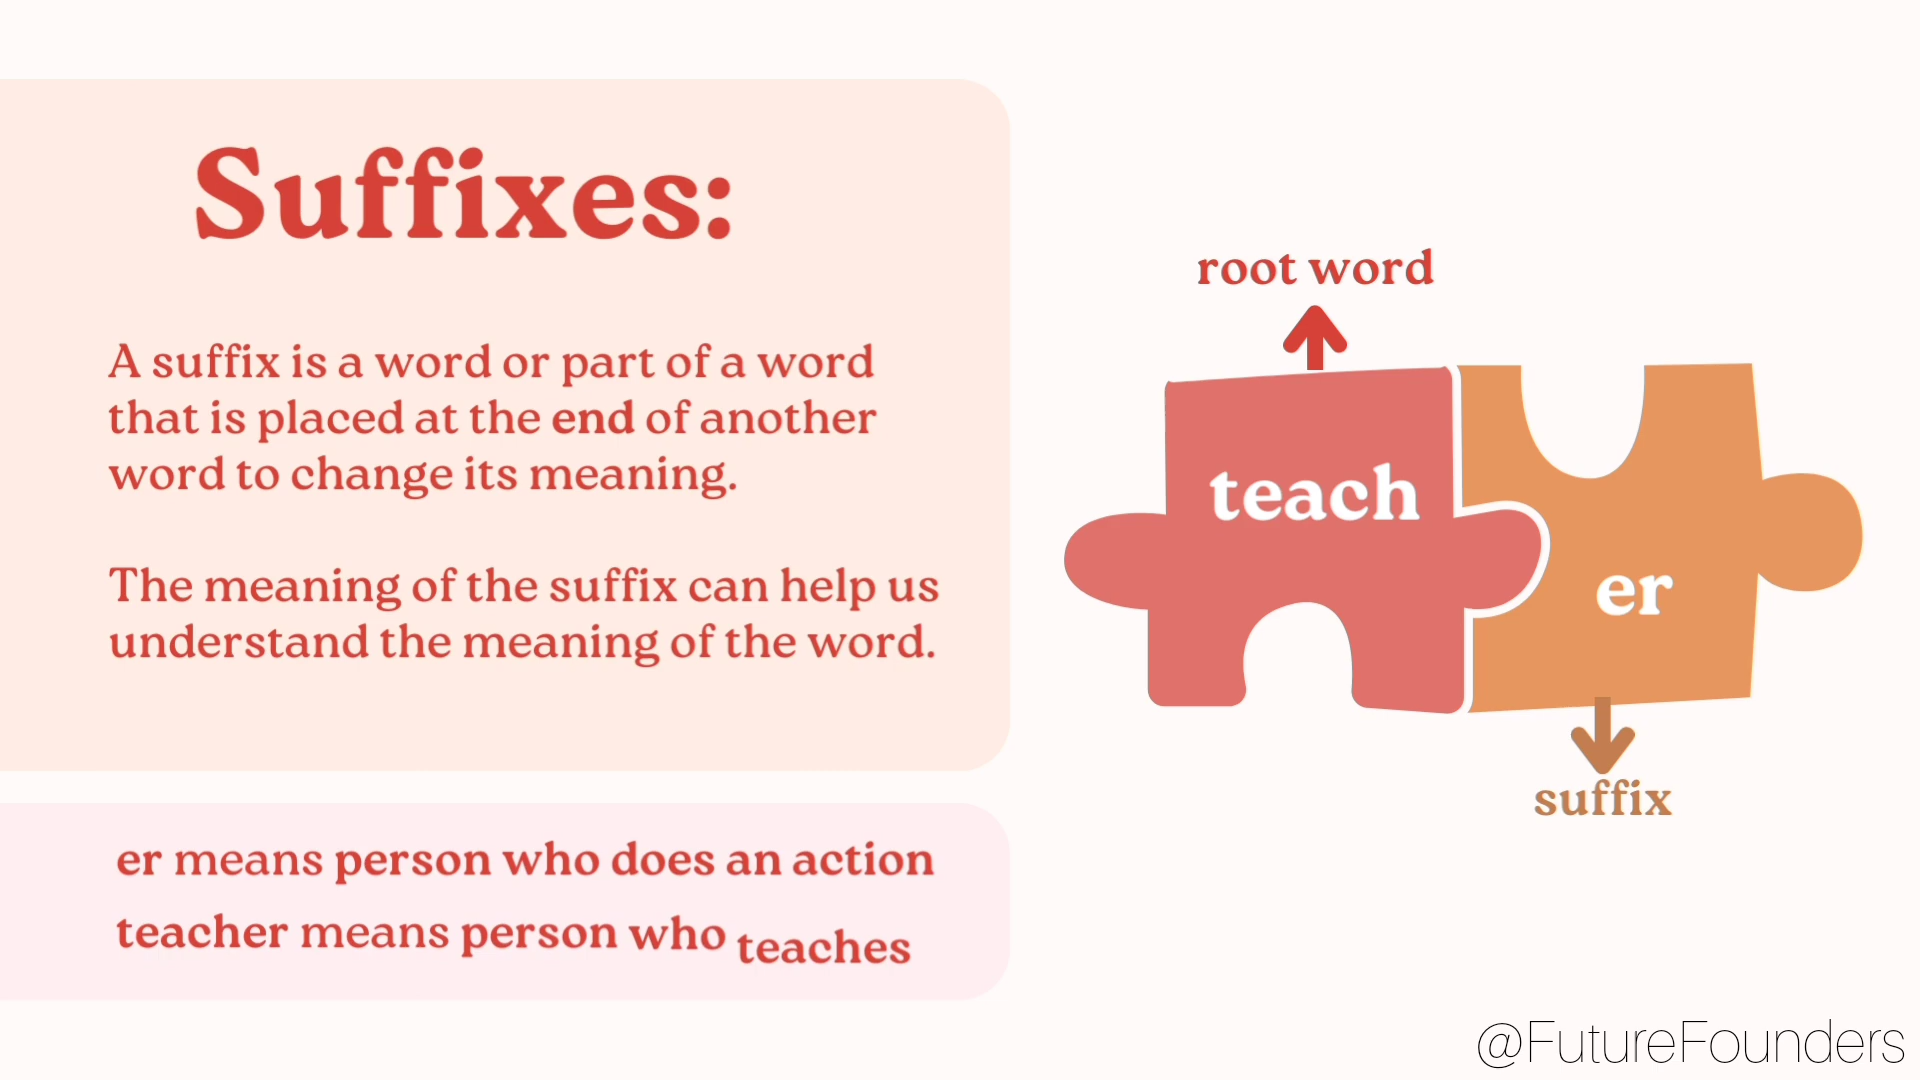 Suffixes:
A suffix is a word or part of a word
that is placed at the end of another
word to change its meaning.
The meaning of the suffix can help us
understand the meaning of the word.
er means person who does an action
teacher means person who teaches
root word
teach
er
suffix
@FutureFounders